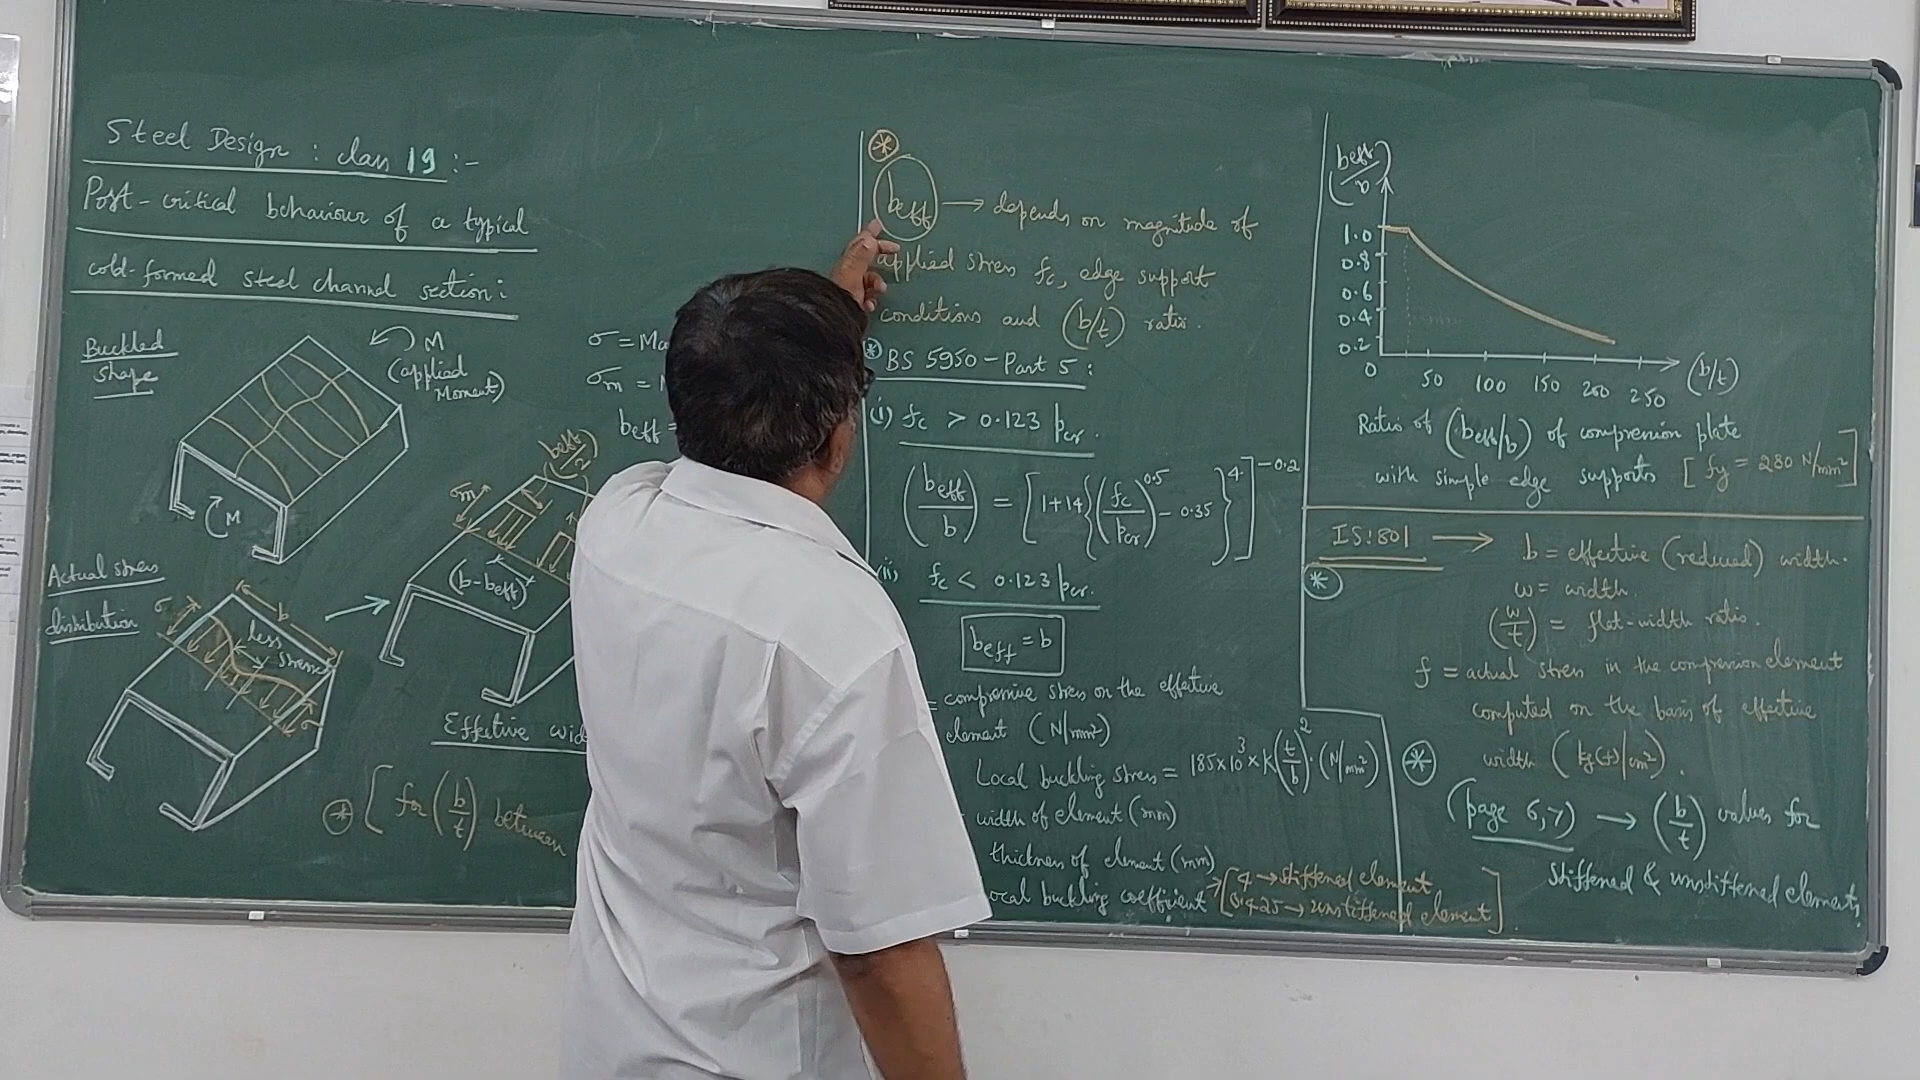 Steel Design : class 19 :-
Post-critical behaviour of a typical
cold-formed steel channel section :
Buckled
shape
M
(applied
Moment)
M
σ = Ma
σm =
beff =
Actual stress
distribution
σ
b
less
stress
σ
σm
(beff/2)
(b-beff)
Effective wid
* [ for (b/t) between
*
beff → depends on magnitude of
applied stress fc, edge support
conditions and (b/t) ratio.
* BS 5950 - Part 5 :
(i) fc > 0.123 pcr.
(beff/b) = [1+14{(fc/pcr)^0.5 - 0.35}^4]^-0.2
(ii) fc < 0.123 pcr.
beff = b
= compressive stress on the effective
element (N/mm²)
Local buckling stress = 185×10³ × K(t/b)². (N/mm²)
width of element (mm)
thickness of element (mm)
ocal buckling coefficient → [4 → stiffened element
0.425 → unstiffened element].
(beff/b)
1.0
0.8
0.6
0.4
0.2
0
50 100 150 200 250
(b/t)
Ratio of (beff/b) of compression plate
with simple edge supports [fy = 280 N/mm²]
IS:801 → b = effective (reduced) width.
*
w = width.
(w/t) = flat-width ratio.
f = actual stress in the compression element
computed on the basis of effective
width (kg(f)/cm²).
*
(page 6,7) → (b/t) values for
stiffened & unstiffened elements.